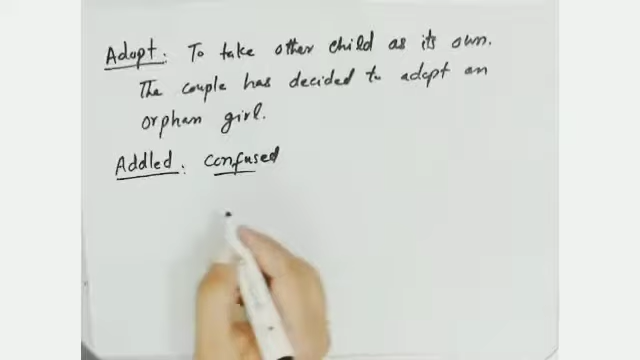 Adopt: To take other child as its own.
The couple has decided to adopt an
orphan girl.
Addled: Confused